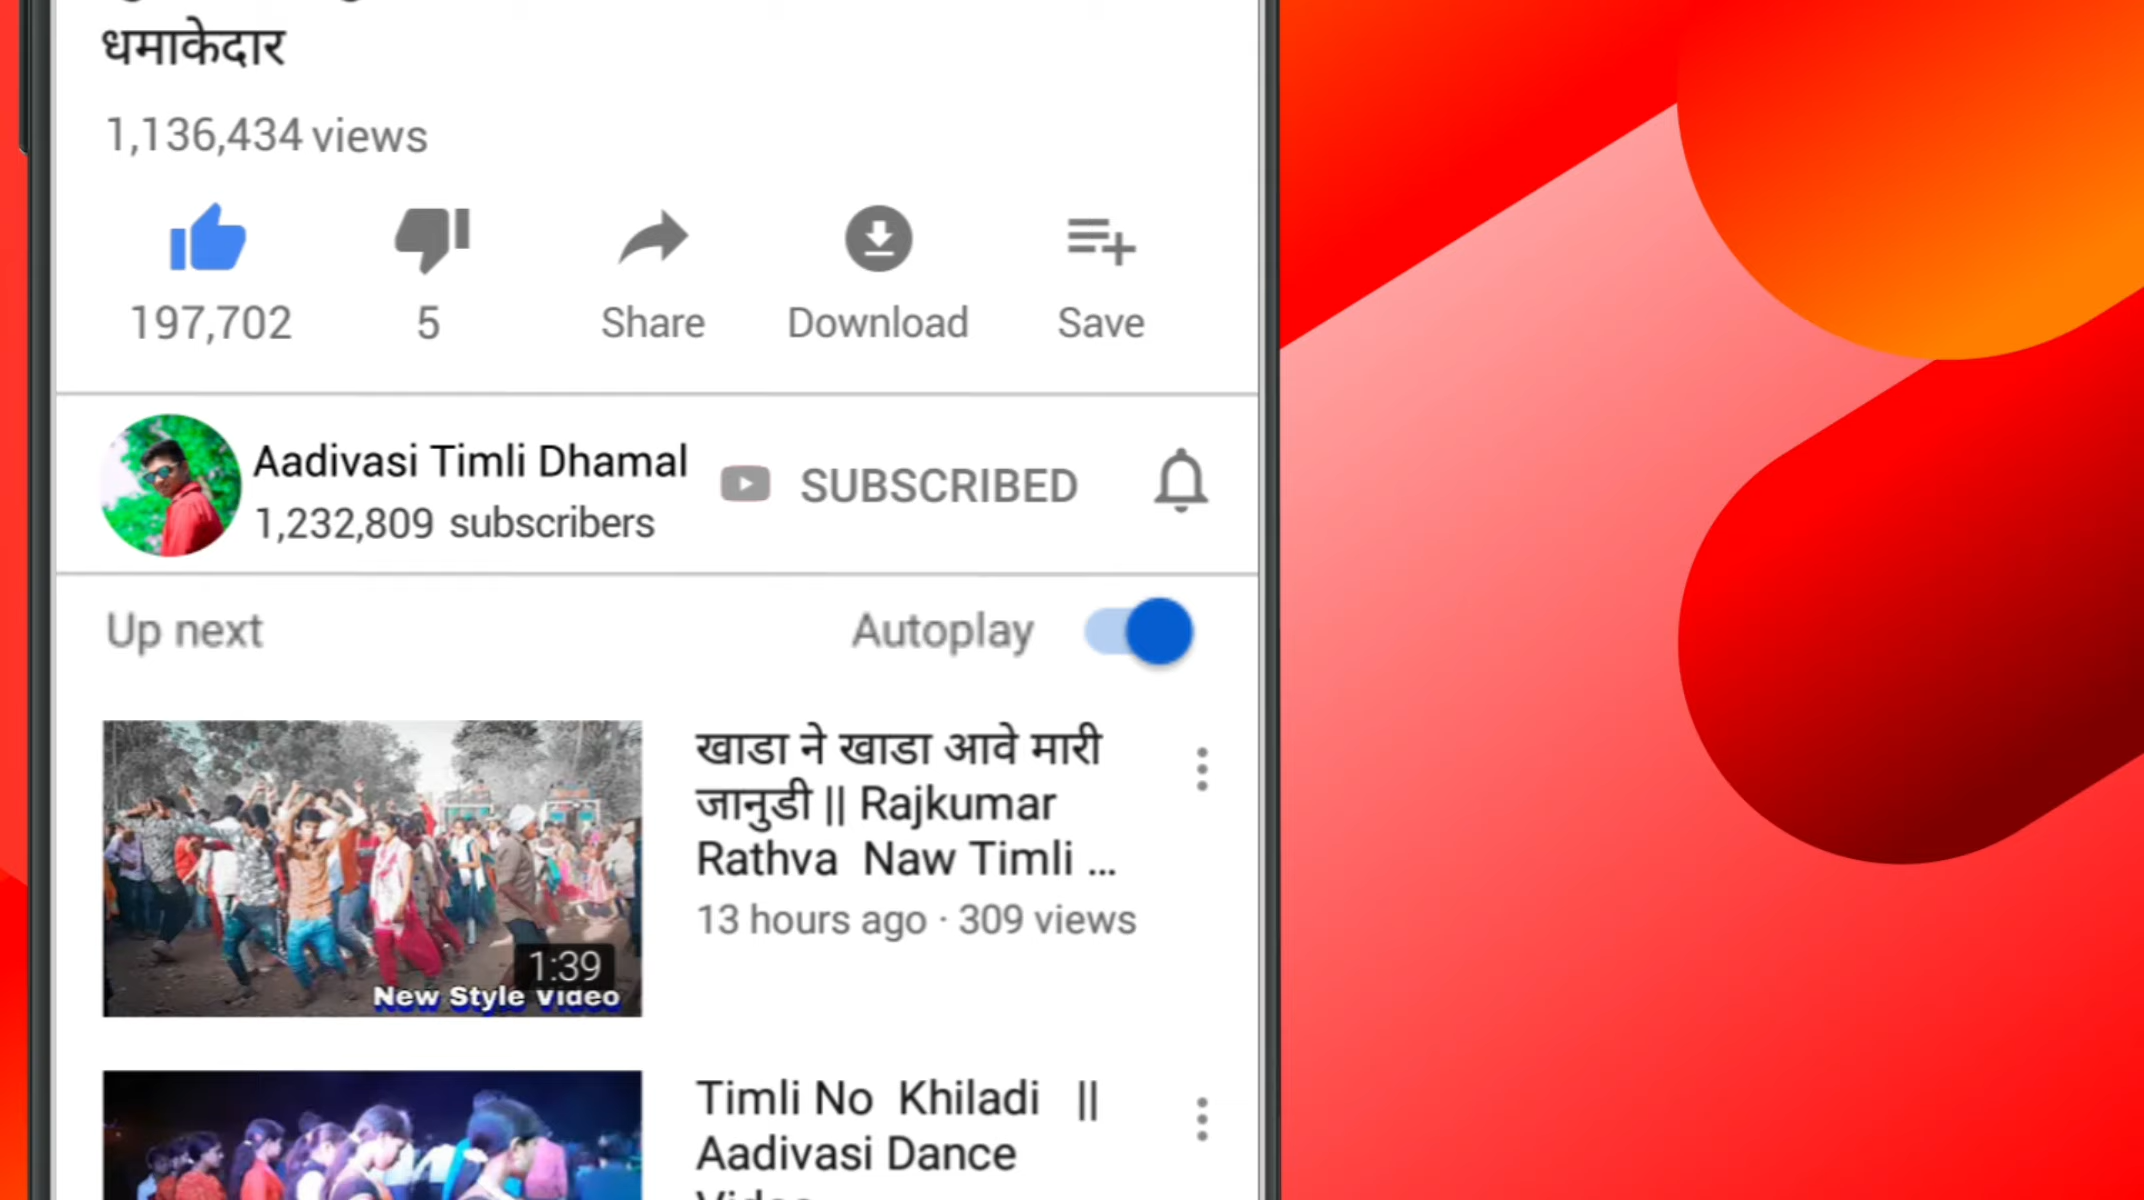 धमाकेदार
1,136,434 views
197,702
5
Share
Download
Save
Aadivasi Timli Dhamal
1,232,809 subscribers
SUBSCRIBED
Up next
Autoplay
खाडा ने खाडा आवे मारी
जानुडी || Rajkumar
Rathva Naw Timli ...
13 hours ago · 309 views
1:39
New Style Video
Timli No Khiladi ||
Aadivasi Dance